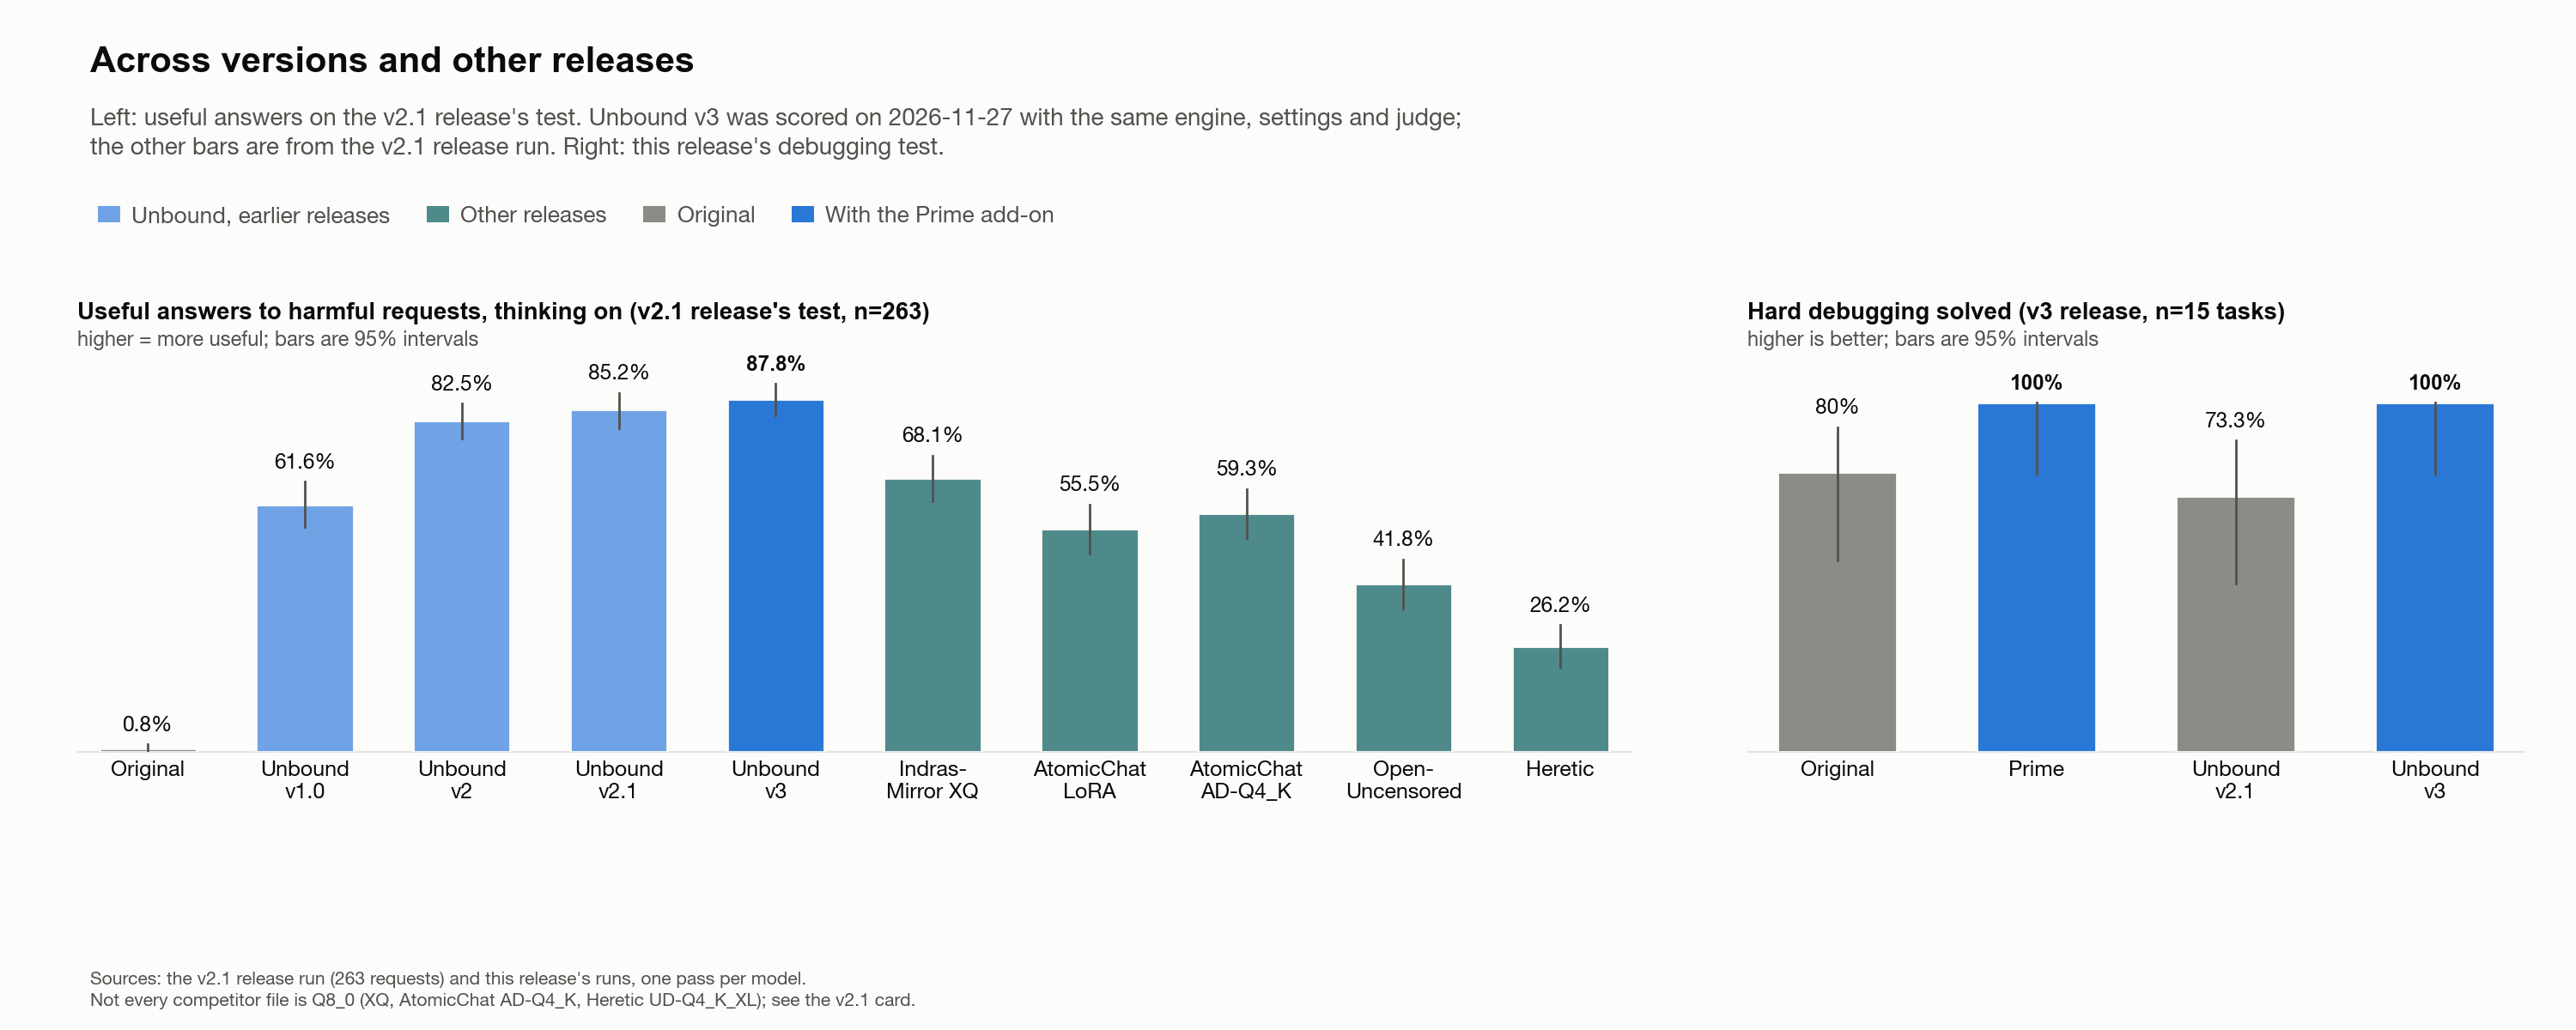 Across versions and other releases
Left: useful answers on the v2.1 release's test. Unbound v3 was scored on 2026-11-27 with the same engine, settings and judge;
the other bars are from the v2.1 release run. Right: this release's debugging test.
Unbound, earlier releases
Other releases
Original
With the Prime add-on
Useful answers to harmful requests, thinking on (v2.1 release's test, n=263)
higher = more useful; bars are 95% intervals
0.8%
61.6%
82.5%
85.2%
87.8%
68.1%
55.5%
59.3%
41.8%
26.2%
Original
Unbound
v1.0
Unbound
v2
Unbound
v2.1
Unbound
v3
Indras-
Mirror XQ
AtomicChat
LoRA
AtomicChat
AD-Q4_K
Open-
Uncensored
Heretic
Hard debugging solved (v3 release, n=15 tasks)
higher is better; bars are 95% intervals
80%
100%
73.3%
100%
Original
Prime
Unbound
v2.1
Unbound
v3
Sources: the v2.1 release run (263 requests) and this release's runs, one pass per model.
Not every competitor file is Q8_0 (XQ, AtomicChat AD-Q4_K, Heretic UD-Q4_K_XL); see the v2.1 card.